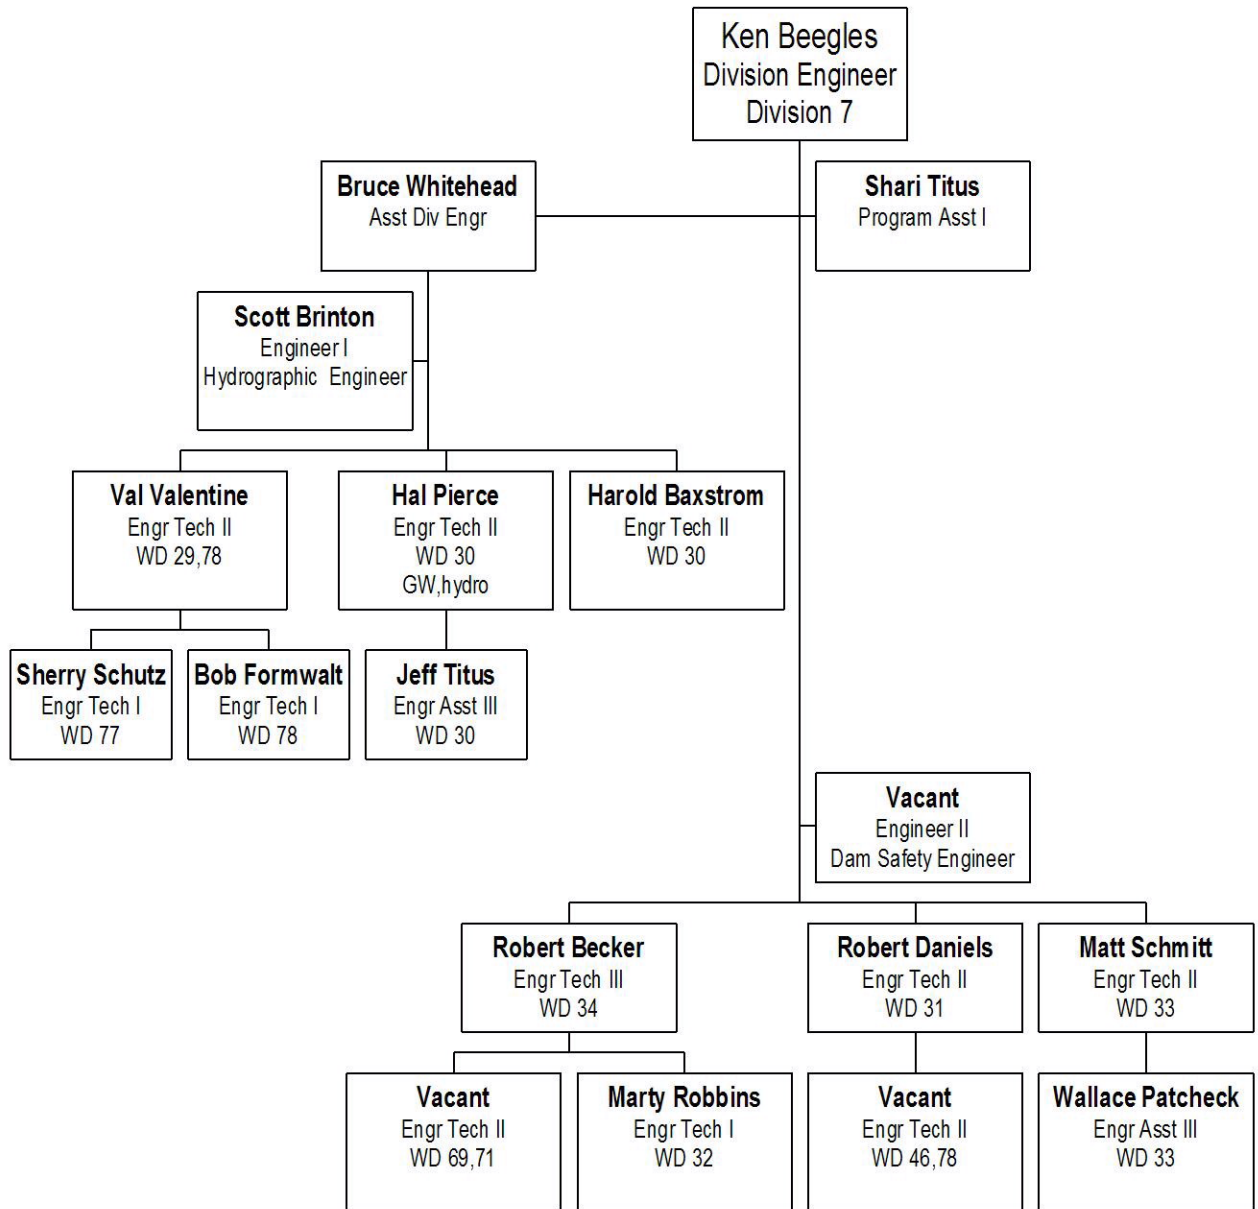 Ken Beegles
Division Engineer
Division 7
Bruce Whitehead
Asst Div Engr
Shari Titus
Program Asst I
Scott Brinton
Engineer I
Hydrographic Engineer
Val Valentine
Engr Tech II
WD 29,78
Hal Pierce
Engr Tech II
WD 30
GW,hydro
Harold Baxstrom
Engr Tech II
WD 30
Sherry Schutz
Engr Tech I
WD 77
Bob Formwalt
Engr Tech I
WD 78
Jeff Titus
Engr Asst III
WD 30
Vacant
Engineer II
Dam Safety Engineer
Robert Becker
Engr Tech III
WD 34
Robert Daniels
Engr Tech II
WD 31
Matt Schmitt
Engr Tech II
WD 33
Vacant
Engr Tech II
WD 69,71
Marty Robbins
Engr Tech I
WD 32
Vacant
Engr Tech II
WD 46,78
Wallace Patcheck
Engr Asst III
WD 33